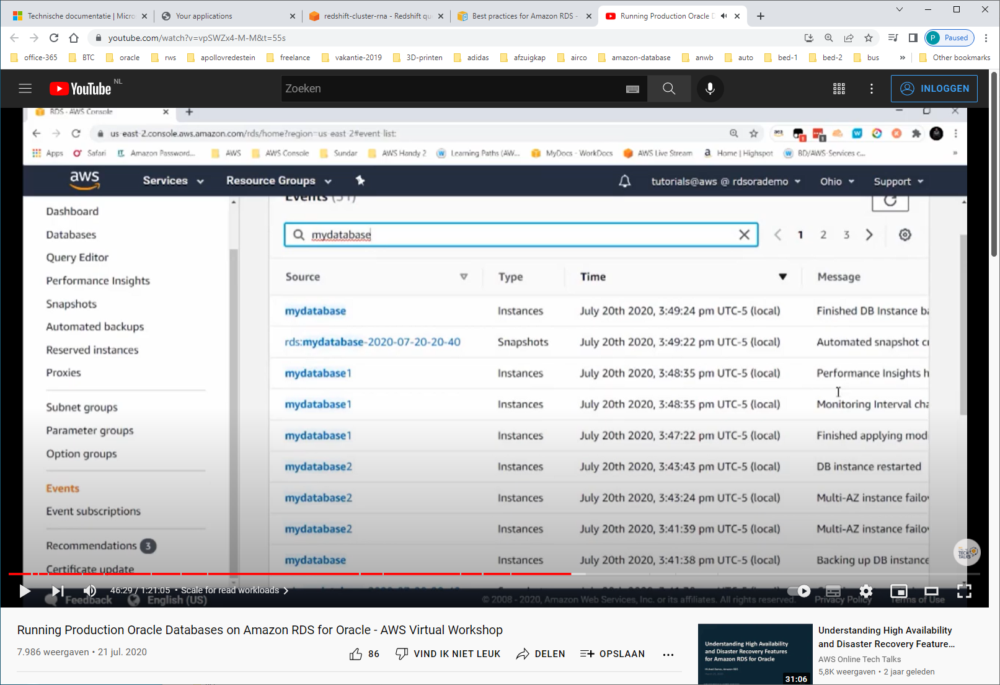 Technische documentatie | Micro
Your applications
redshift-cluster-rna - Redshift qu
Best practices for Amazon RDS -
Running Production Oracle D
youtube.com/watch?v=vpSWZx4-M-M&t=55s
P Paused
office-365 BTC oracle rws apollovredestein freelance vakantie-2019 3D-printen adidas afzuigkap airco amazon-database anwb auto bed-1 bed-2 bus » Other bookmarks
YouTube NL
Zoeken
INLOGGEN
RDS - AWS Console
us-east-2.console.aws.amazon.com/rds/home?region=us-east-2#event-list:
Apps Safari Amazon Password... AWS AWS Console Sundar AWS Handy 2 Learning Paths (AW... MyDocs - WorkDocs AWS Live Stream Home | Highspot BD/AWS-Services c... »
aws Services Resource Groups tutorials@aws @ rdsorademo Ohio Support
Dashboard
Databases
Query Editor
Performance Insights
Snapshots
Automated backups
Reserved instances
Proxies
Subnet groups
Parameter groups
Option groups
Events
Event subscriptions
Recommendations 3
Certificate update
Events (51)
mydatabase
1 2 3
Source Type Time Message
mydatabase Instances July 20th 2020, 3:49:24 pm UTC-5 (local) Finished DB Instance ba
rds:mydatabase-2020-07-20-20-40 Snapshots July 20th 2020, 3:49:22 pm UTC-5 (local) Automated snapshot cr
mydatabase1 Instances July 20th 2020, 3:48:35 pm UTC-5 (local) Performance Insights h
mydatabase1 Instances July 20th 2020, 3:48:35 pm UTC-5 (local) Monitoring Interval cha
mydatabase1 Instances July 20th 2020, 3:47:22 pm UTC-5 (local) Finished applying mod
mydatabase2 Instances July 20th 2020, 3:43:43 pm UTC-5 (local) DB instance restarted
mydatabase2 Instances July 20th 2020, 3:43:24 pm UTC-5 (local) Multi-AZ instance failo
mydatabase2 Instances July 20th 2020, 3:41:39 pm UTC-5 (local) Multi-AZ instance failo
mydatabase Instances July 20th 2020, 3:41:38 pm UTC-5 (local) Backing up DB instance
TECH TALKS
46:29 / 1:21:05 • Scale for read workloads
Feedback English (US) © 2008 - 2020, Amazon Web Services, Inc. or its affiliates. All rights reserved. Privacy Policy Terms of Use
Running Production Oracle Databases on Amazon RDS for Oracle - AWS Virtual Workshop
7.986 weergaven • 21 jul. 2020
86 VIND IK NIET LEUK DELEN OPSLAAN
Understanding High Availability
and Disaster Recovery Features
for Amazon RDS for Oracle
31:06
Understanding High Availability
and Disaster Recovery Feature...
AWS Online Tech Talks
5,8K weergaven • 2 jaar geleden